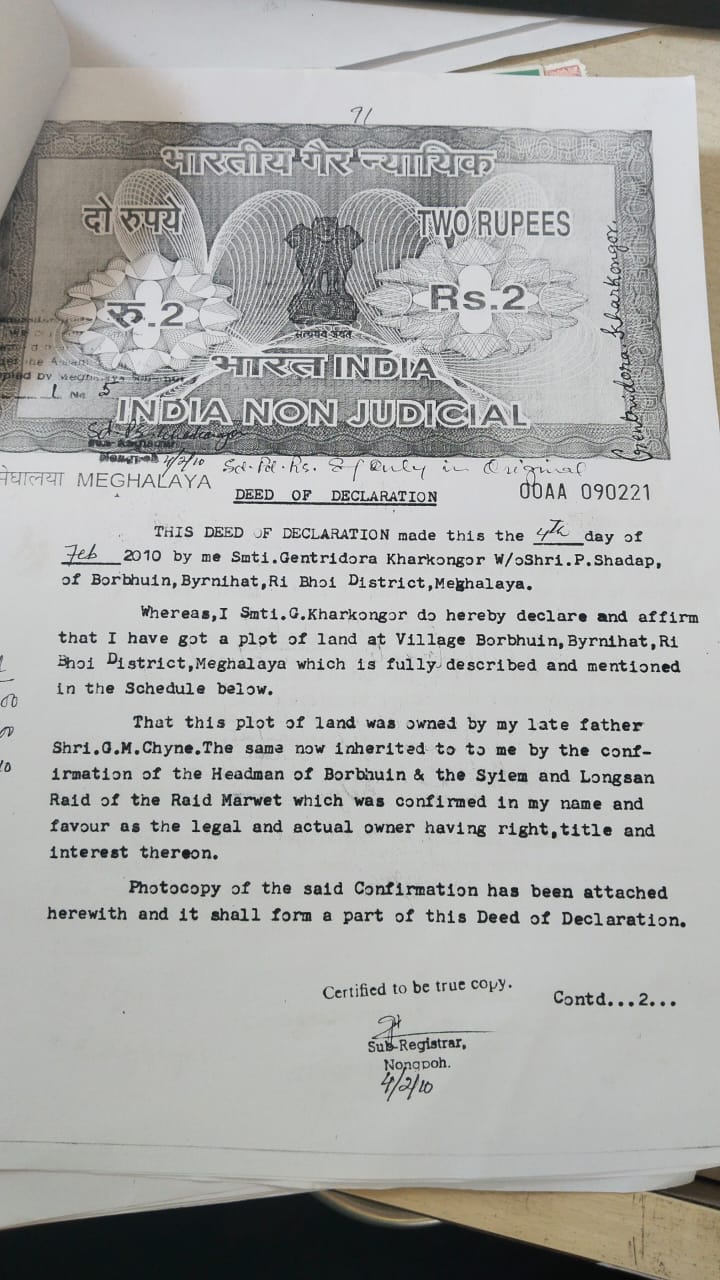 91
भारतीय गैर न्यायिक
दो रुपये
TWO RUPEES
रु.2
Rs.2
सत्यमेव जयते
भारत INDIA
INDIA NON JUDICIAL
Gentridora Kharkongor.
No 5
Nongpoh 4/2/10
in Original
मेघालया MEGHALAYA
00AA 090221
DEED OF DECLARATION
THIS DEED OF DECLARATION made this the 4th day of
Feb 2010 by me Smti.Gentridora Kharkongor W/oShri.P.Shadap,
of Borbhuin,Byrnihat,Ri Bhoi District,Meghalaya.
Whereas,I Smti.G.Kharkongor do hereby declare and affirm
that I have got a plot of land at Village Borbhuin,Byrnihat,Ri
Bhoi District,Meghalaya which is fully described and mentioned
in the Schedule below.
That this plot of land was owned by my late father
Shri.G.M.Chyne.The same now inherited to to me by the conf-
irmation of the Headman of Borbhuin & the Syiem and Longsan
Raid of the Raid Marwet which was confirmed in my name and
favour as the legal and actual owner having right,title and
interest thereon.
Photocopy of the said Confirmation has been attached
herewith and it shall form a part of this Deed of Declaration.
Certified to be true copy.
Contd...2...
Sub-Registrar,
Nongpoh.
4/2/10